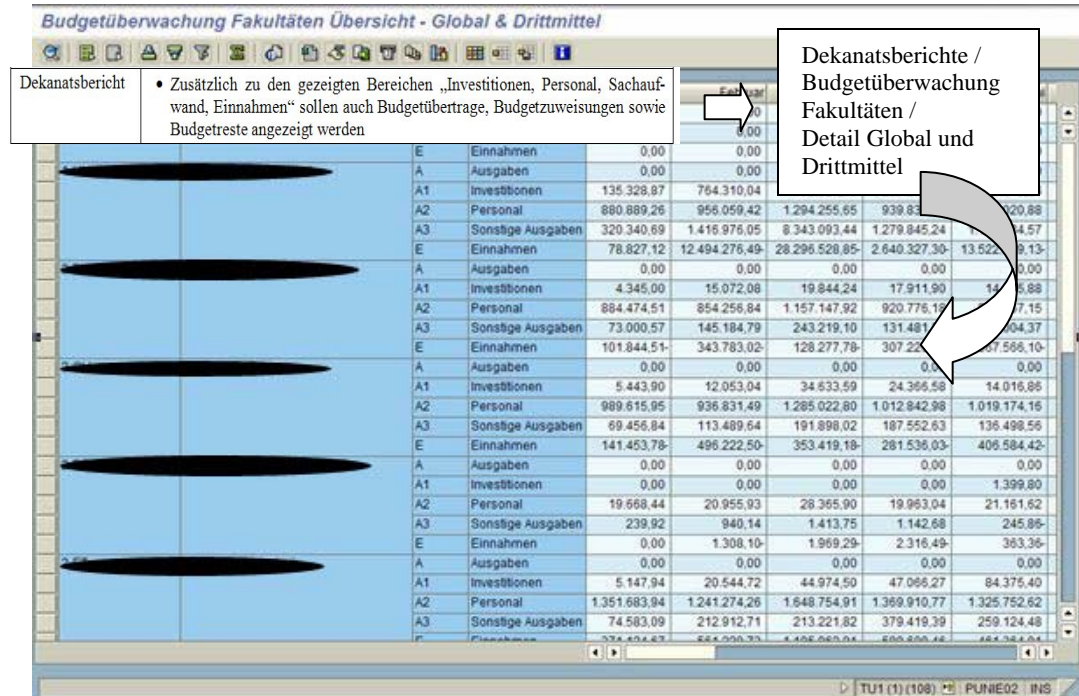 Budgetüberwachung Fakultäten Übersicht - Global & Drittmittel
Dekanatsberichte /
Budgetüberwachung
Fakultäten /
Detail Global und
Drittmittel
Dekanatsbericht • Zusätzlich zu den gezeigten Bereichen „Investitionen, Personal, Sachauf-
wand, Einnahmen“ sollen auch Budgetübertrage, Budgetzuweisungen sowie
Budgetreste angezeigt werden
Februar
0,00
E Einnahmen 0,00 0,00
A Ausgaben 0,00 0,00
A1 Investitionen 135.328,87 764.310,04
A2 Personal 880.889,26 956.059,42 1.294.255,65
A3 Sonstige Ausgaben 320.340,69 1.416.976,05 8.343.093,44 1.279.845,24
E Einnahmen 78.827,12 12.494.276,49- 28.296.528,85- 2.640.327,30-
A Ausgaben 0,00 0,00 0,00 0,00
A1 Investitionen 4.345,00 15.072,08 19.844,24 17.911,90
A2 Personal 884.474,51 854.256,84 1.157.147,92 920.776,18
A3 Sonstige Ausgaben 73.000,57 145.184,79 243.219,10
E Einnahmen 101.844,51- 343.783,02- 128.277,78-
A Ausgaben 0,00 0,00 0,00 0,00 0,00
A1 Investitionen 5.443,90 12.053,04 34.633,59 24.366,58 14.016,86
A2 Personal 989.615,95 936.831,49 1.285.022,80 1.012.842,98 1.019.174,16
A3 Sonstige Ausgaben 69.456,84 113.489,64 191.898,02 187.552,63 136.498,56
E Einnahmen 141.453,78- 496.222,50- 353.419,18- 281.536,03- 406.584,42-
A Ausgaben 0,00 0,00 0,00 0,00 0,00
A1 Investitionen 0,00 0,00 0,00 0,00 1.399,80
A2 Personal 19.668,44 20.955,93 28.365,90 19.963,04 21.161,62
A3 Sonstige Ausgaben 239,92 940,14 1.413,75 1.142,68 245,86-
E Einnahmen 0,00 1.308,10- 1.969,29- 2.316,49- 363,36-
A Ausgaben 0,00 0,00 0,00 0,00 0,00
A1 Investitionen 5.147,94 20.544,72 44.974,50 47.066,27 84.375,40
A2 Personal 1.351.683,94 1.241.274,26 1.648.754,91 1.369.910,77 1.325.752,62
A3 Sonstige Ausgaben 74.583,09 212.912,71 213.221,82 379.419,39 259.124,48
TU1 (1) (108) PUNIE02 INS